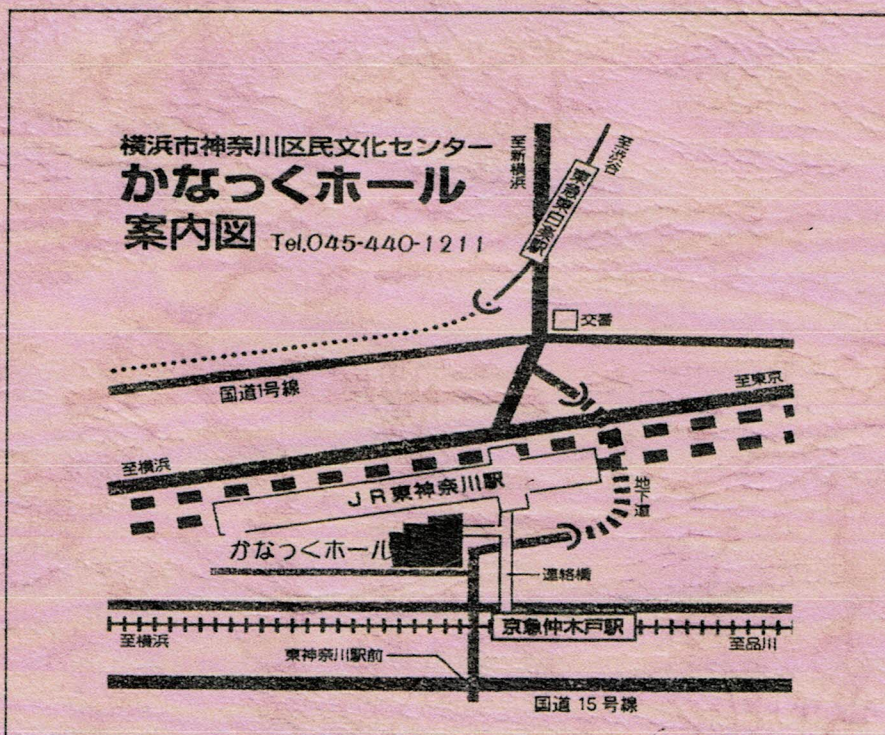 横浜市神奈川区民文化センター
かなっくホール
案内図 Tel.045-440-1211
至新横浜
至渋谷
東急東白楽駅
交番
国道1号線
至東京
至横浜
JR東神奈川駅
地下道
かなっくホール
連絡橋
京急仲木戸駅
至横浜
至品川
東神奈川駅前
国道15号線